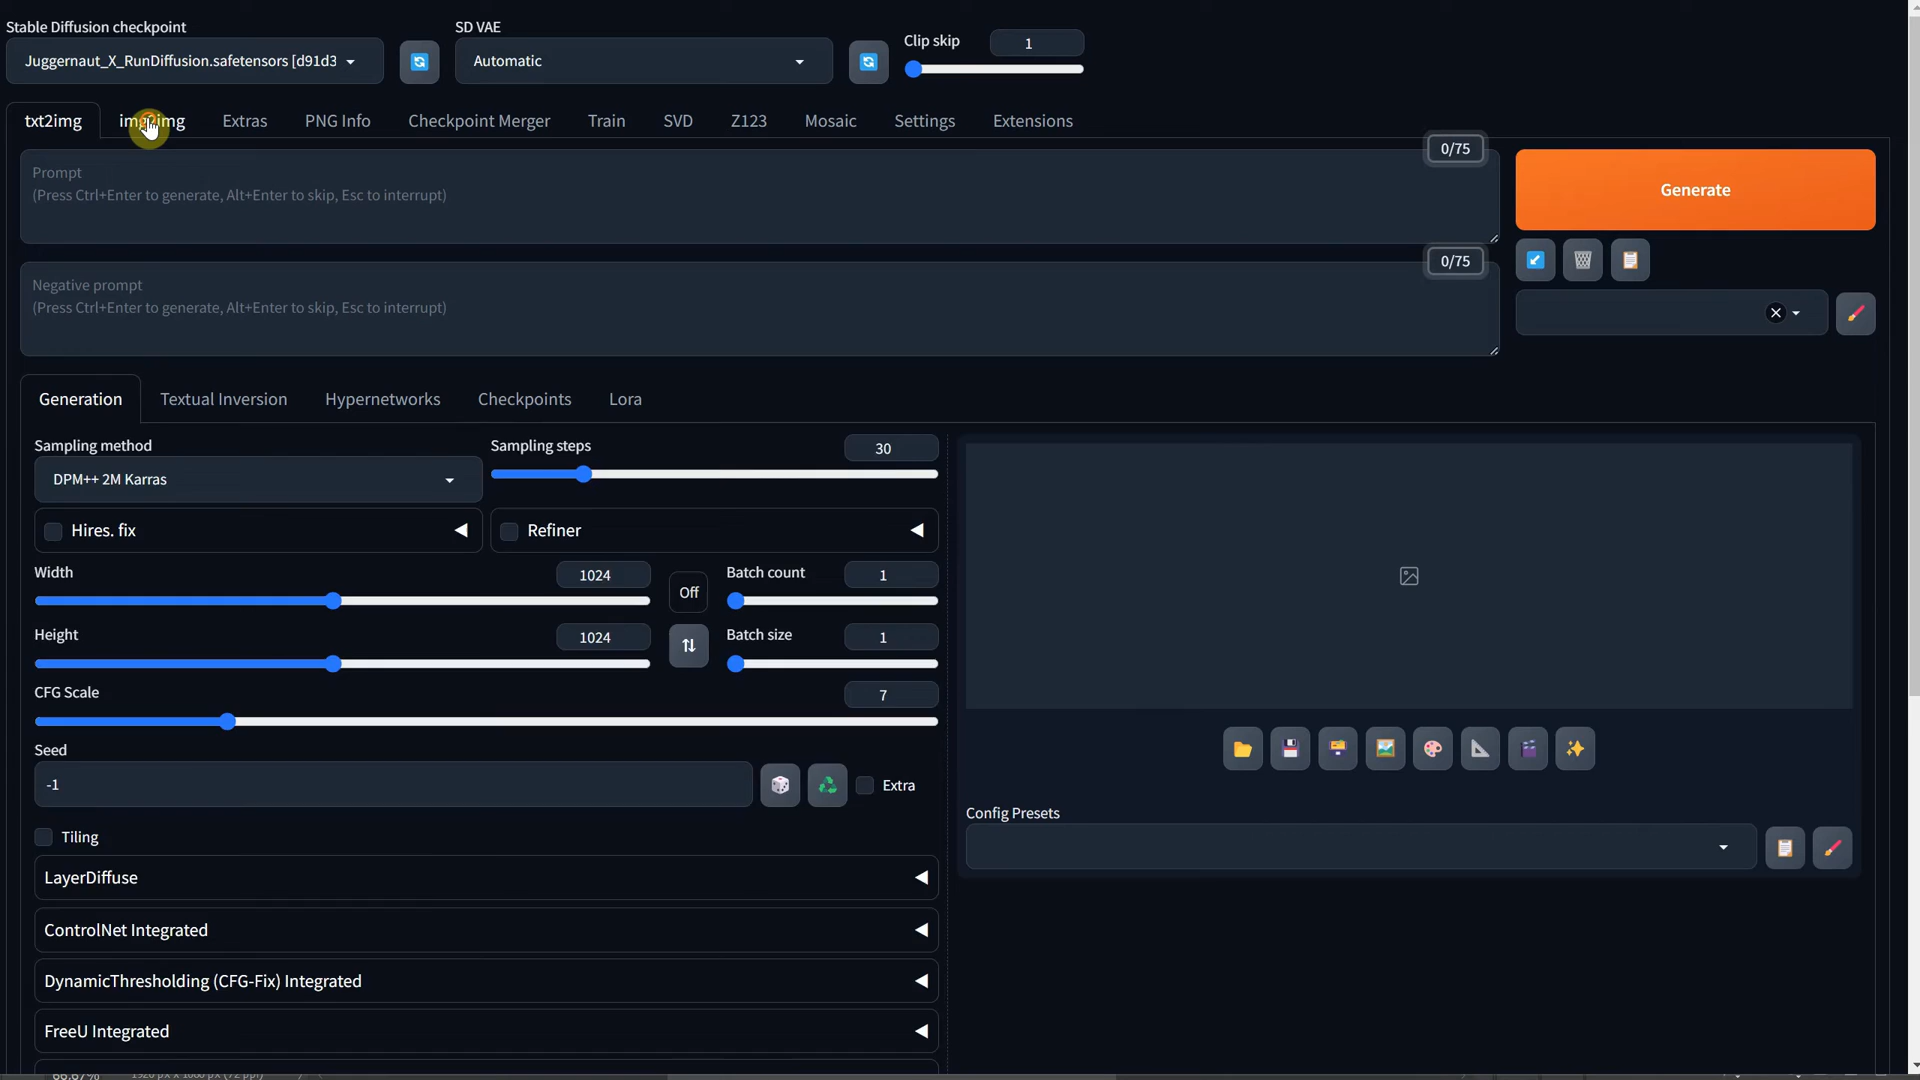 Stable Diffusion checkpoint
SD VAE
Clip skip
1
Juggernaut_X_RunDiffusion.safetensors [d91d3
Automatic
txt2img
img2img
Extras
PNG Info
Checkpoint Merger
Train
SVD
Z123
Mosaic
Settings
Extensions
0/75
Prompt
(Press Ctrl+Enter to generate, Alt+Enter to skip, Esc to interrupt)
Generate
0/75
Negative prompt
(Press Ctrl+Enter to generate, Alt+Enter to skip, Esc to interrupt)
Generation
Textual Inversion
Hypernetworks
Checkpoints
Lora
Sampling method
Sampling steps
30
DPM++ 2M Karras
Hires. fix
Refiner
Width
1024
Off
Batch count
1
Height
1024
Batch size
1
CFG Scale
7
Seed
-1
Extra
Tiling
Config Presets
LayerDiffuse
ControlNet Integrated
DynamicThresholding (CFG-Fix) Integrated
FreeU Integrated
66.67%